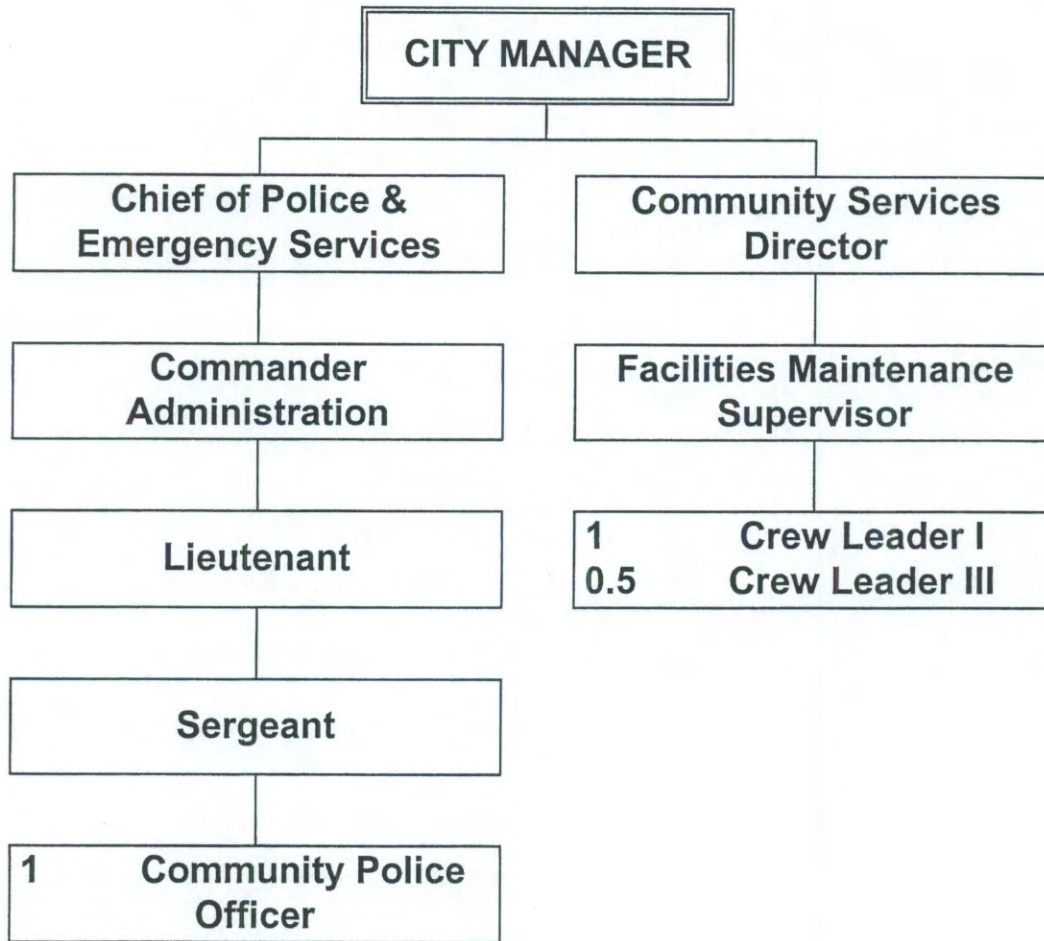 CITY MANAGER
Chief of Police &
Emergency Services
Community Services
Director
Commander
Administration
Facilities Maintenance
Supervisor
Lieutenant
1 Crew Leader I
0.5 Crew Leader III
Sergeant
1 Community Police
Officer